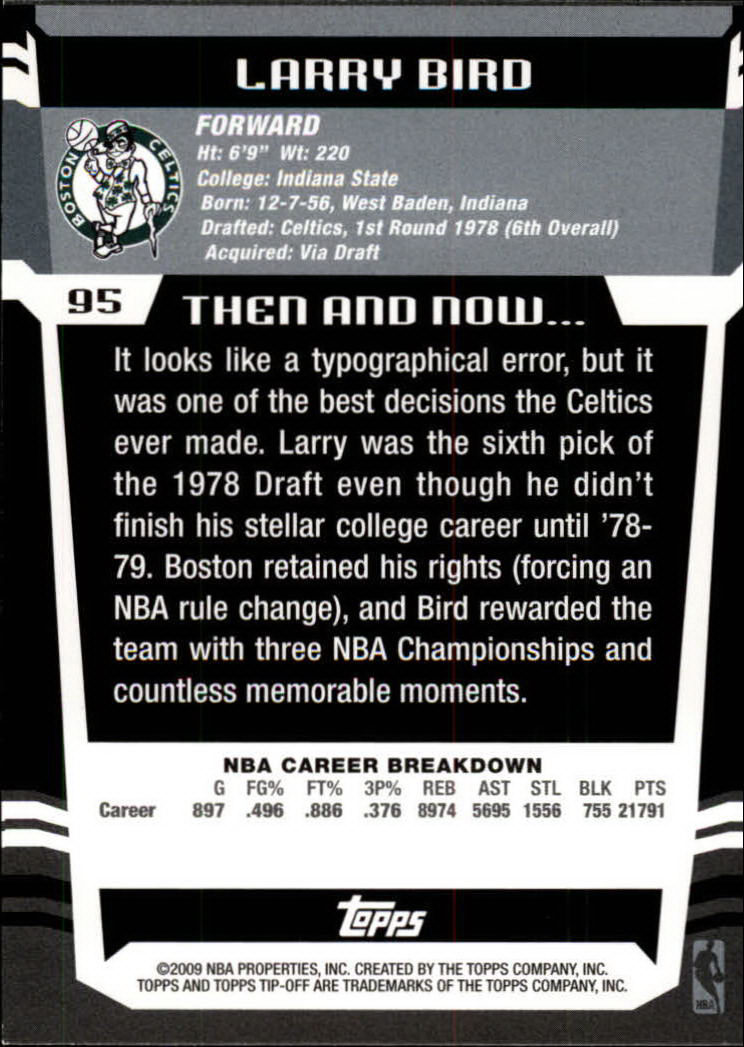 LARRY BIRD
BOSTON CELTICS
FORWARD
Ht: 6'9" Wt: 220
College: Indiana State
Born: 12-7-56, West Baden, Indiana
Drafted: Celtics, 1st Round 1978 (6th Overall)
Acquired: Via Draft
95
THEN AND NOW...
It looks like a typographical error, but it
was one of the best decisions the Celtics
ever made. Larry was the sixth pick of
the 1978 Draft even though he didn't
finish his stellar college career until '78-
79. Boston retained his rights (forcing an
NBA rule change), and Bird rewarded the
team with three NBA Championships and
countless memorable moments.
NBA CAREER BREAKDOWN
G FG% FT% 3P% REB AST STL BLK PTS
Career 897 .496 .886 .376 8974 5695 1556 755 21791
topps
©2009 NBA PROPERTIES, INC. CREATED BY THE TOPPS COMPANY, INC.
TOPPS AND TOPPS TIP-OFF ARE TRADEMARKS OF THE TOPPS COMPANY, INC.
NBA